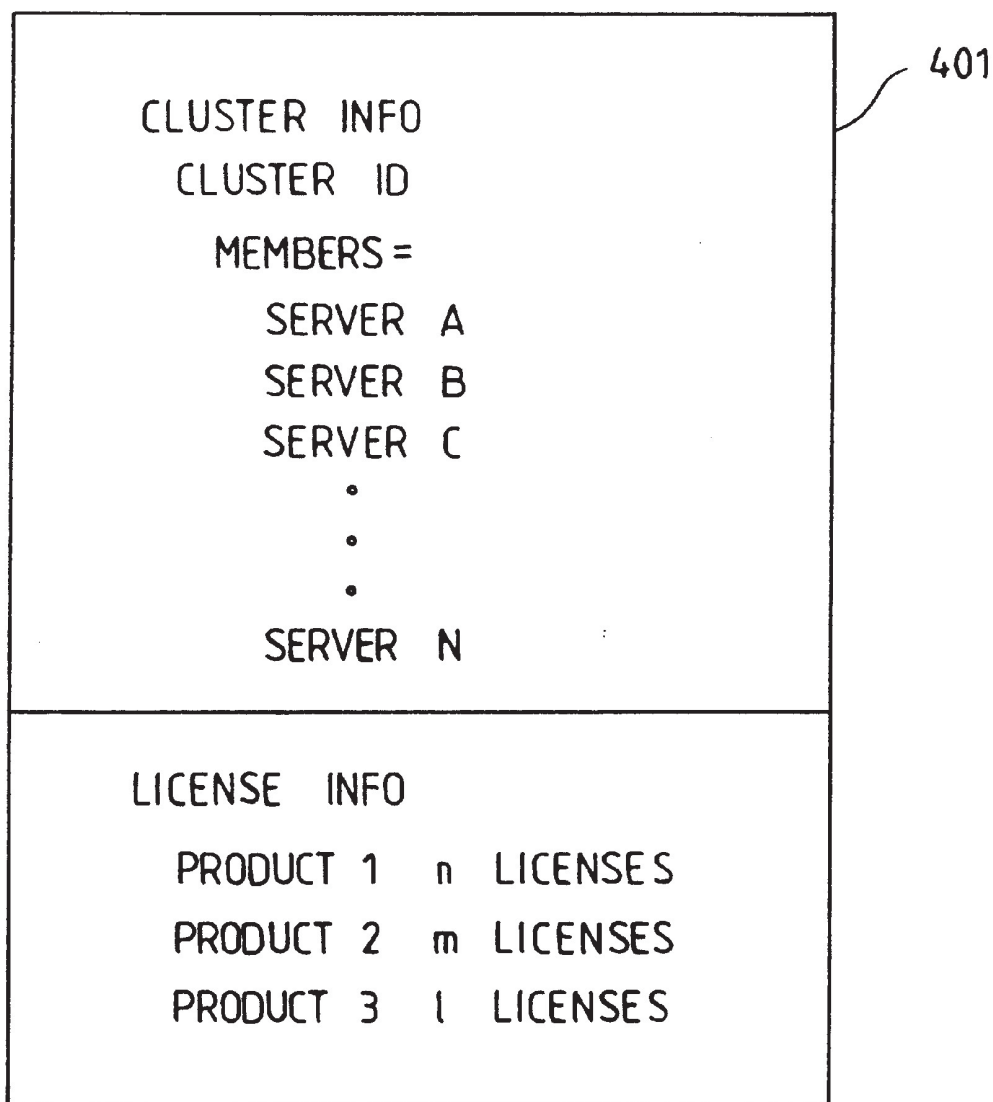 401
CLUSTER INFO
CLUSTER ID
MEMBERS =
SERVER A
SERVER B
SERVER C
SERVER N
LICENSE INFO
PRODUCT 1 n LICENSES
PRODUCT 2 m LICENSES
PRODUCT 3 l LICENSES